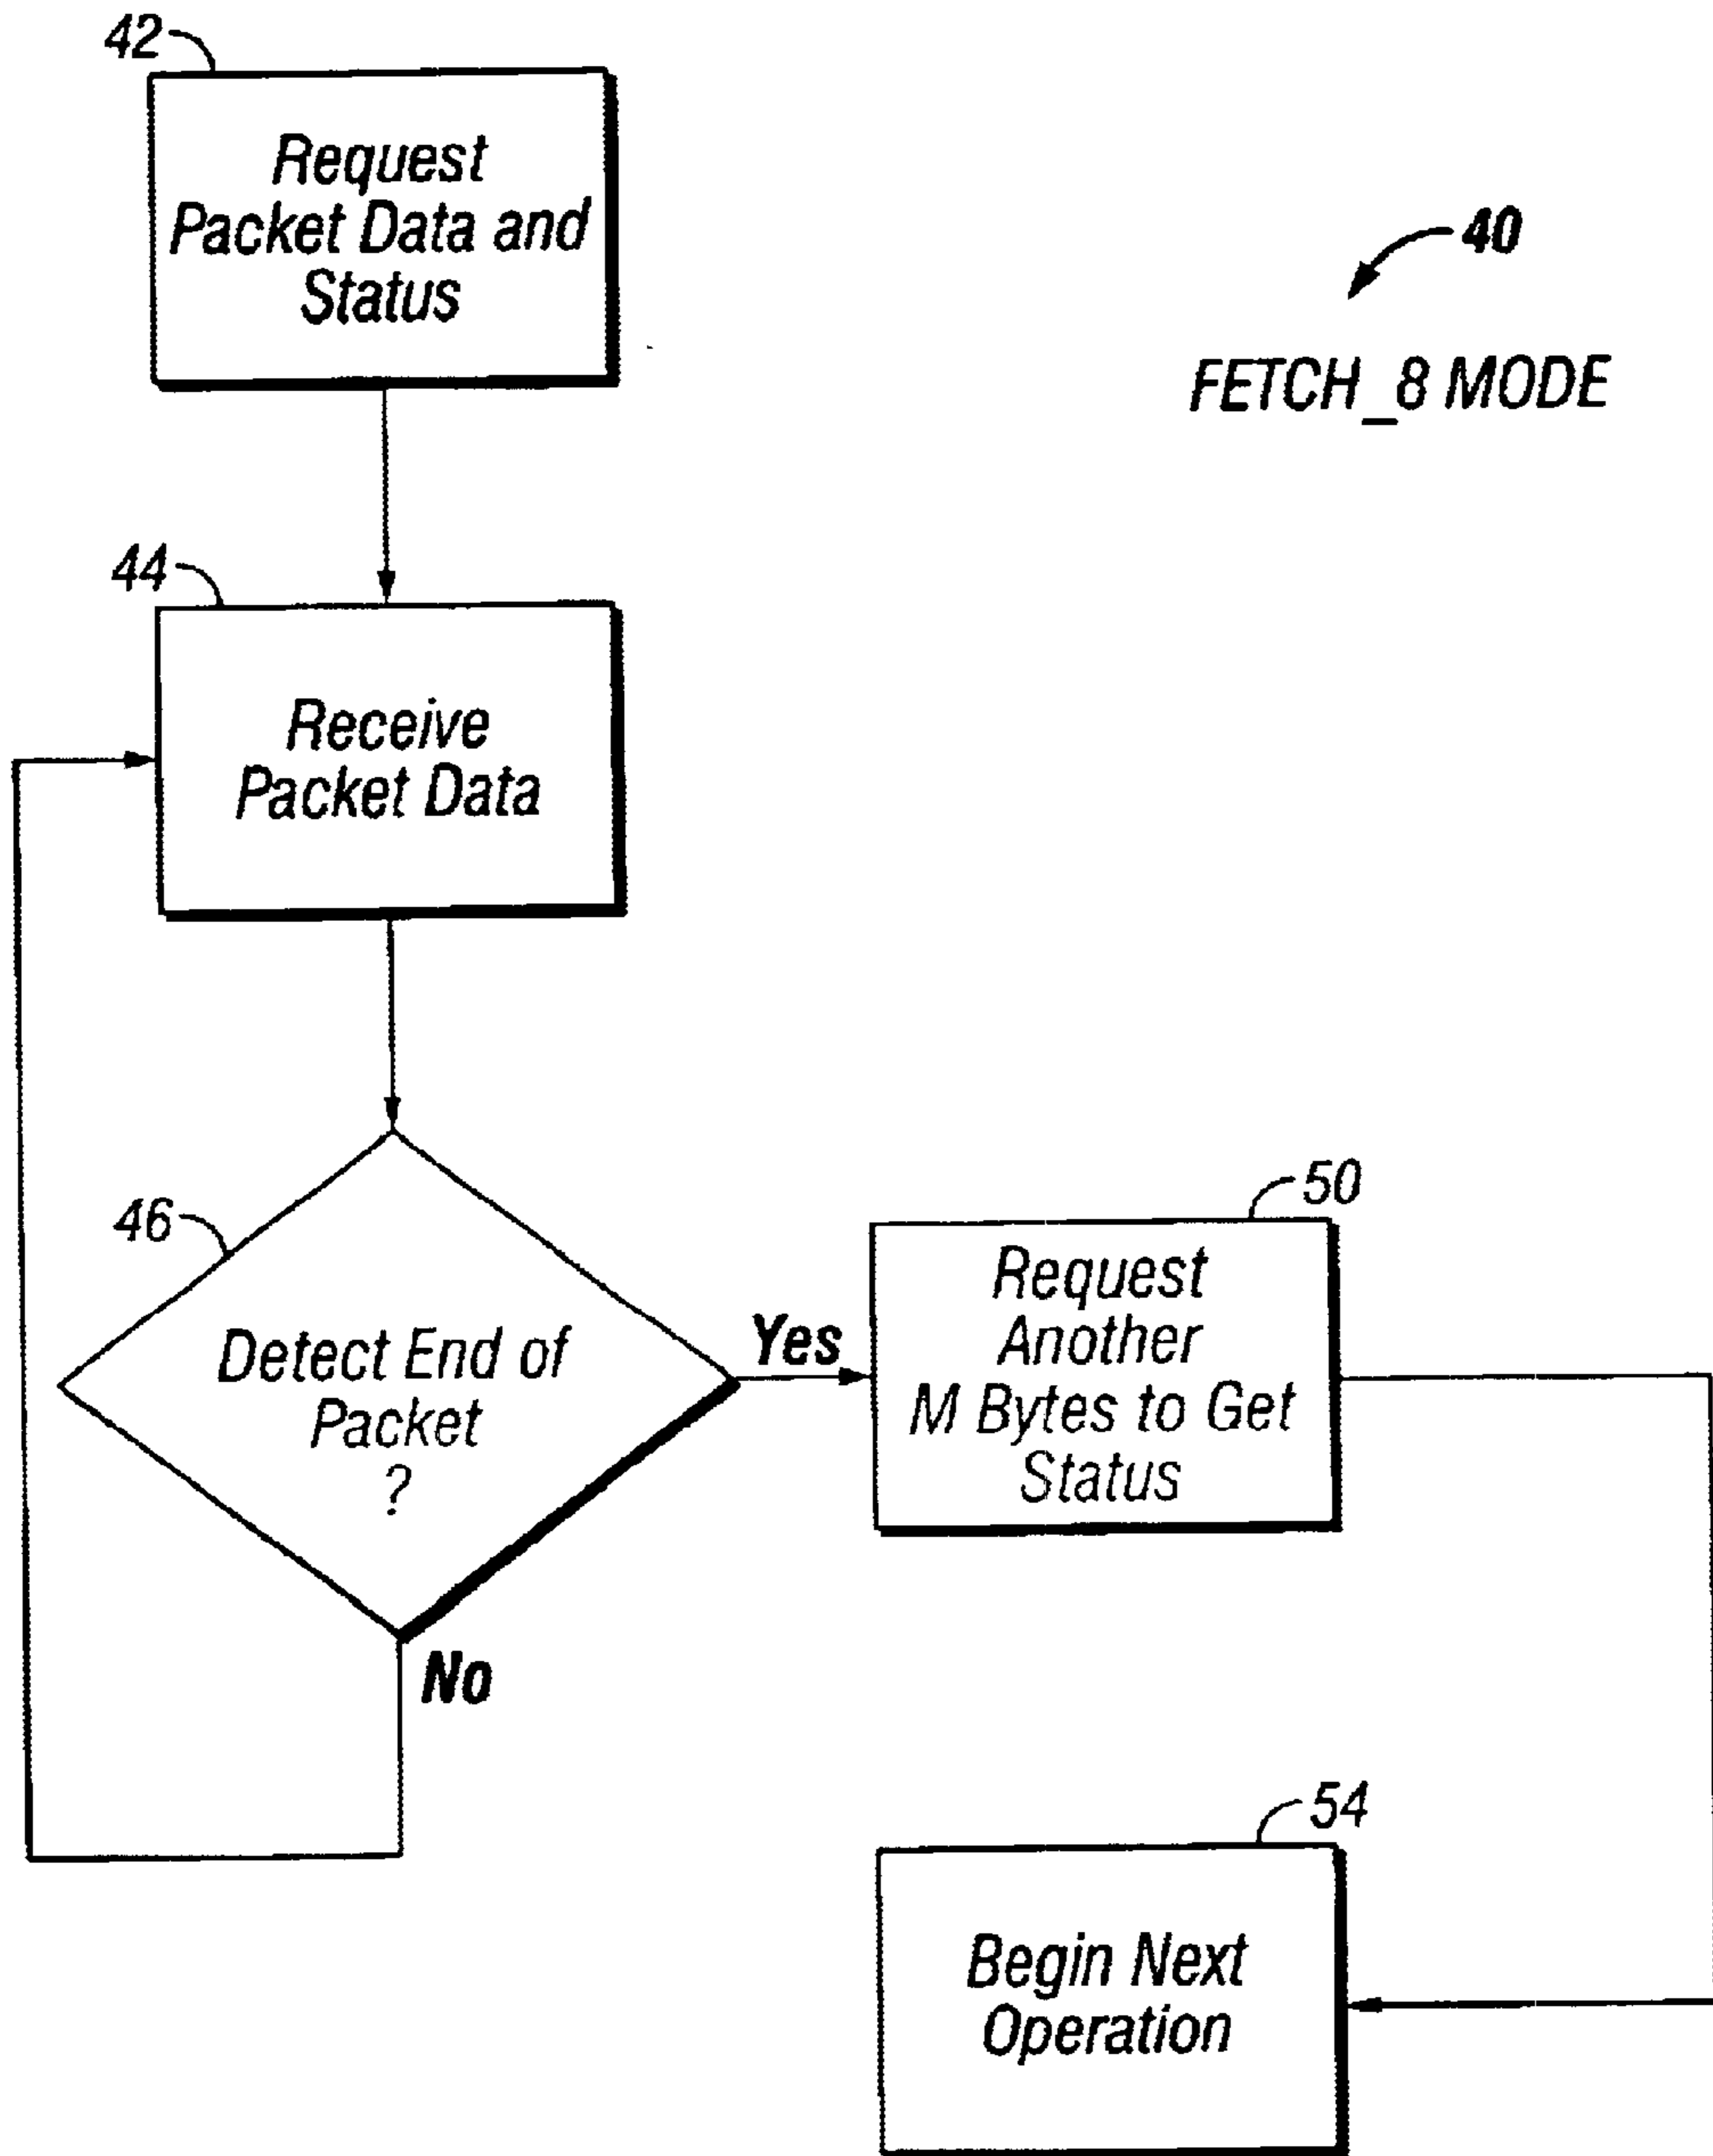 42
Request
Packet Data and
Status
40
FETCH_8 MODE
44
Receive
Packet Data
46
Detect End of
Packet
?
Yes
No
50
Request
Another
M Bytes to Get
Status
54
Begin Next
Operation